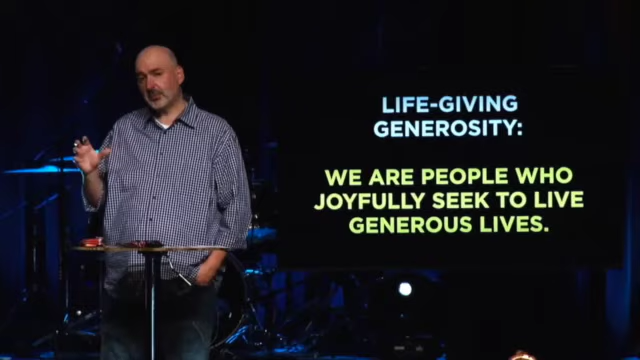 LIFE-GIVING
GENEROSITY:
WE ARE PEOPLE WHO
JOYFULLY SEEK TO LIVE
GENEROUS LIVES.